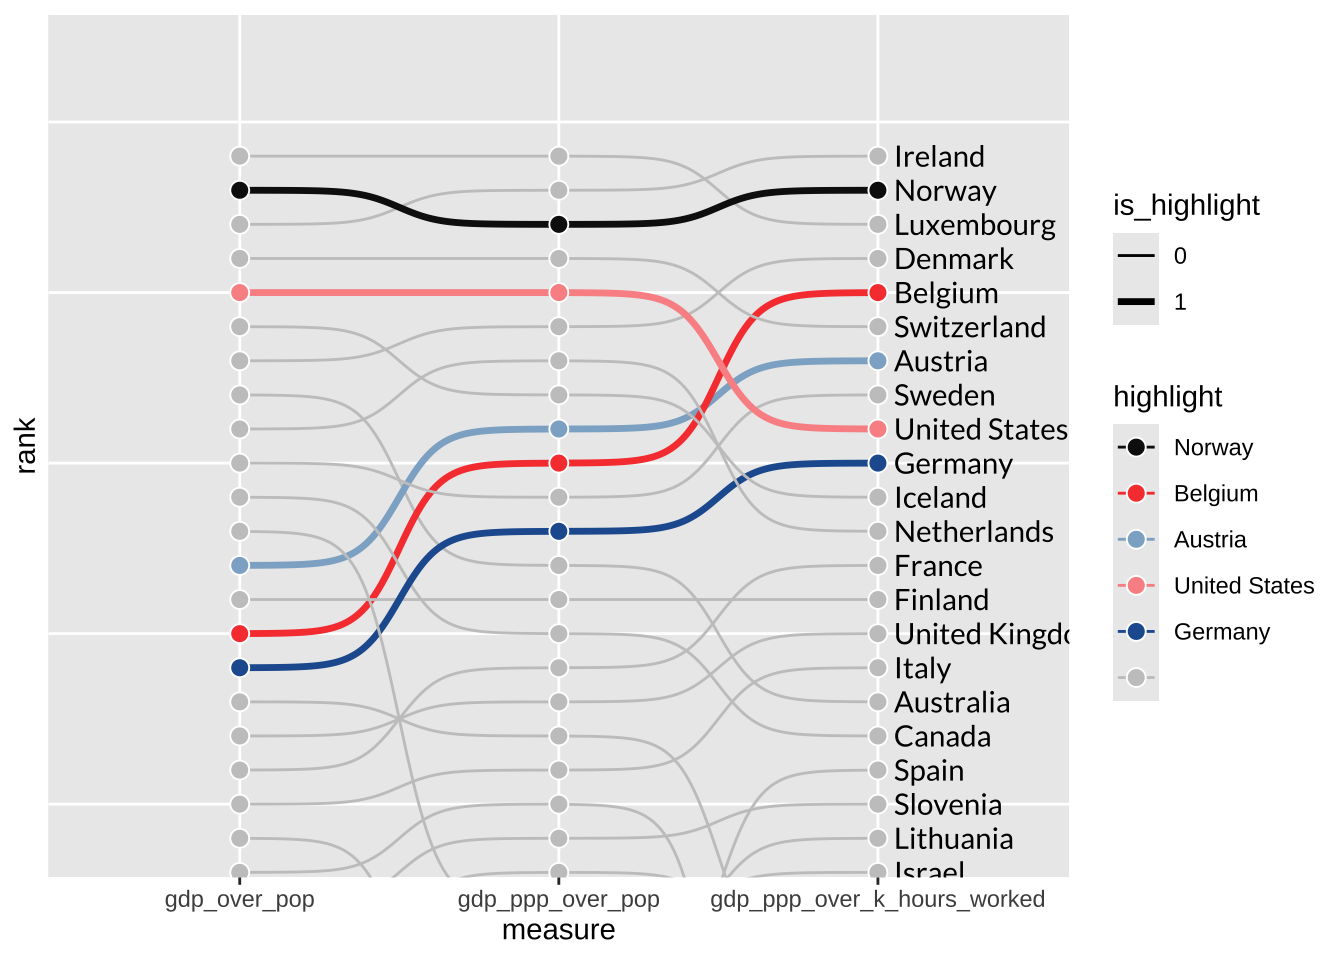 Ireland
Norway
Luxembourg
Denmark
Belgium
Switzerland
Austria
Sweden
United States
Germany
Iceland
Netherlands
France
Finland
United Kingdo
Italy
Australia
Canada
Spain
Slovenia
Lithuania
Israel
rank
gdp_over_pop
gdp_ppp_over_pop
gdp_ppp_over_k_hours_worked
measure
is_highlight
0
1
highlight
Norway
Belgium
Austria
United States
Germany